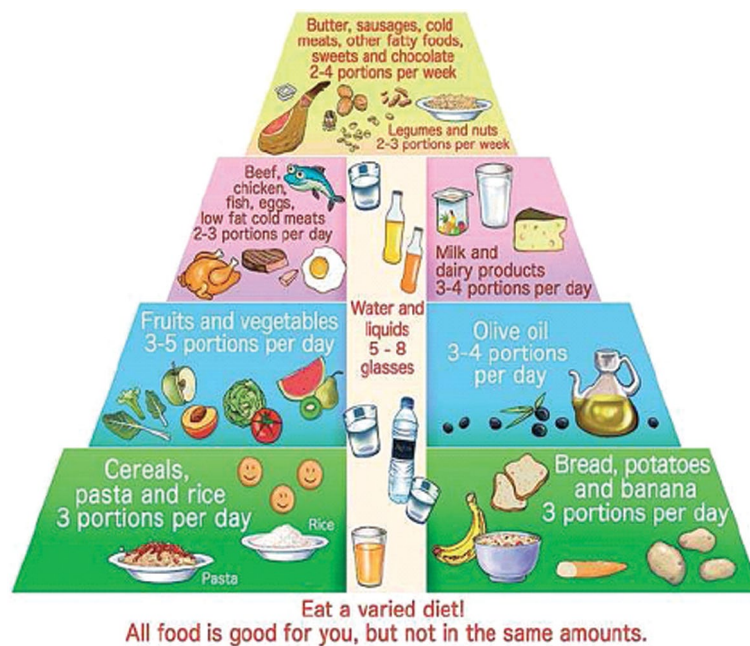 Butter, sausages, cold
meats, other fatty foods,
sweets and chocolate
2-4 portions per week
Legumes and nuts
2-3 portions per week
Beef,
chicken,
fish, eggs,
low fat cold meats
2-3 portions per day
Milk and
dairy products
3-4 portions per day
Water and
liquids
5 - 8
glasses
Fruits and vegetables
3-5 portions per day
Olive oil
3-4 portions
per day
Cereals,
pasta and rice
3 portions per day
Rice
Pasta
Bread, potatoes
and banana
3 portions per day
Eat a varied diet!
All food is good for you, but not in the same amounts.